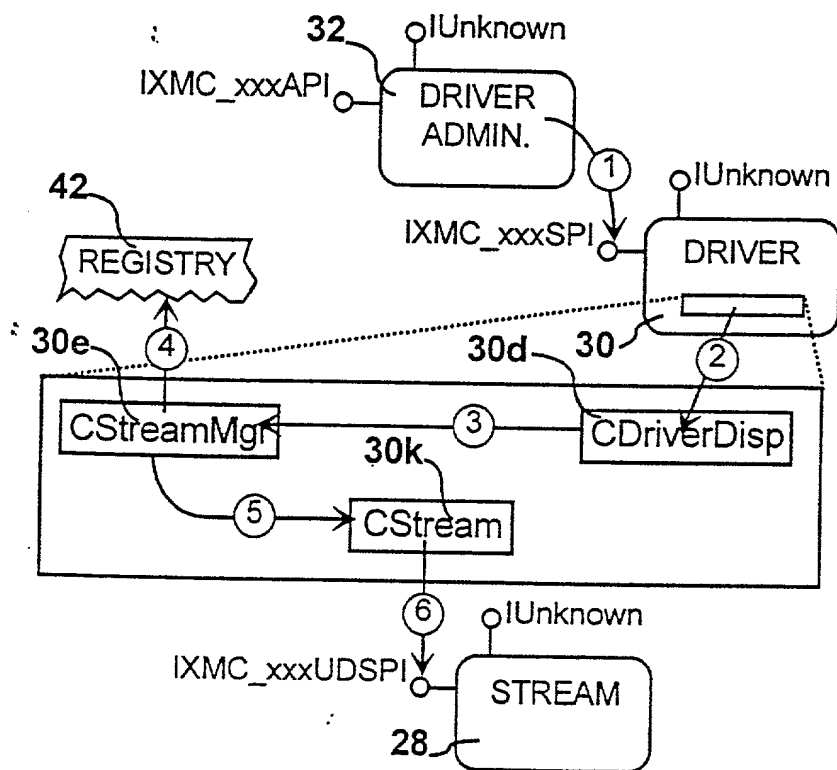 32
IUnknown
IXMC_xxxAPI
DRIVER
ADMIN.
1
42
IUnknown
IXMC_xxxSPI
REGISTRY
DRIVER
30e
4
30d
30
2
CStreamMgr
3
CDriverDisp
30k
5
CStream
6
IUnknown
IXMC_xxxUDSPI
STREAM
28